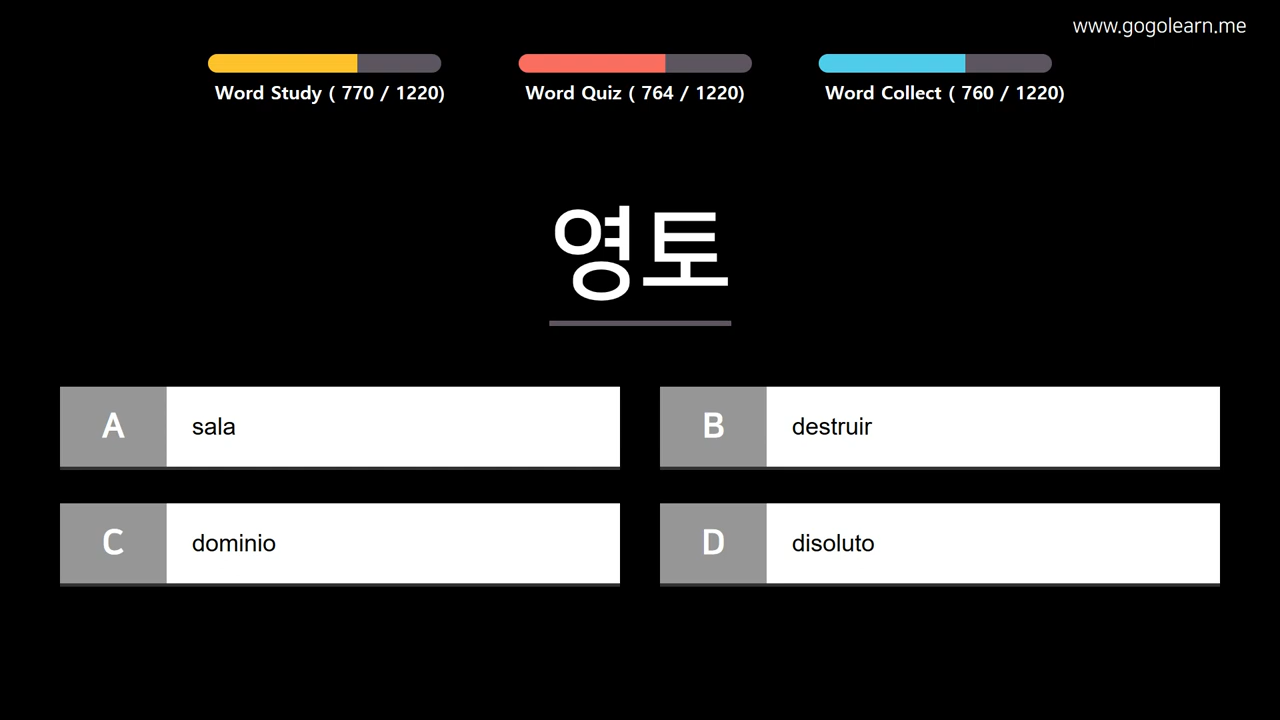 www.gogolearn.me
Word Study ( 770 / 1220)
Word Quiz ( 764 / 1220)
Word Collect ( 760 / 1220)
영토
A
sala
B
destruir
C
dominio
D
disoluto